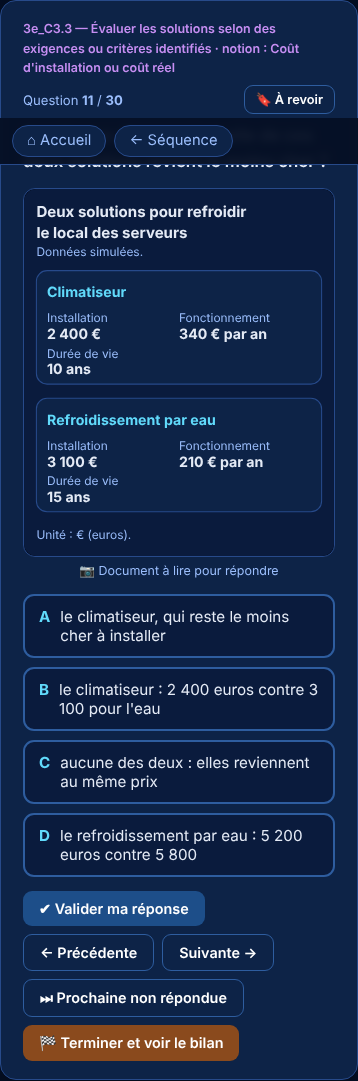 3e_C3.3 — Évaluer les solutions selon des
exigences ou critères identifiés · notion : Coût
d'installation ou coût réel
Question 11 / 30
🔖 À revoir
⌂ Accueil
← Séquence
deux solutions revient le moins cher ?
Deux solutions pour refroidir
le local des serveurs
Données simulées.
Climatiseur
Installation
2 400 €
Fonctionnement
340 € par an
Durée de vie
10 ans
Refroidissement par eau
Installation
3 100 €
Fonctionnement
210 € par an
Durée de vie
15 ans
Unité : € (euros).
📷 Document à lire pour répondre
A le climatiseur, qui reste le moins
cher à installer
B le climatiseur : 2 400 euros contre 3
100 pour l'eau
C aucune des deux : elles reviennent
au même prix
D le refroidissement par eau : 5 200
euros contre 5 800
✔ Valider ma réponse
← Précédente
Suivante →
⏭ Prochaine non répondue
🏁 Terminer et voir le bilan